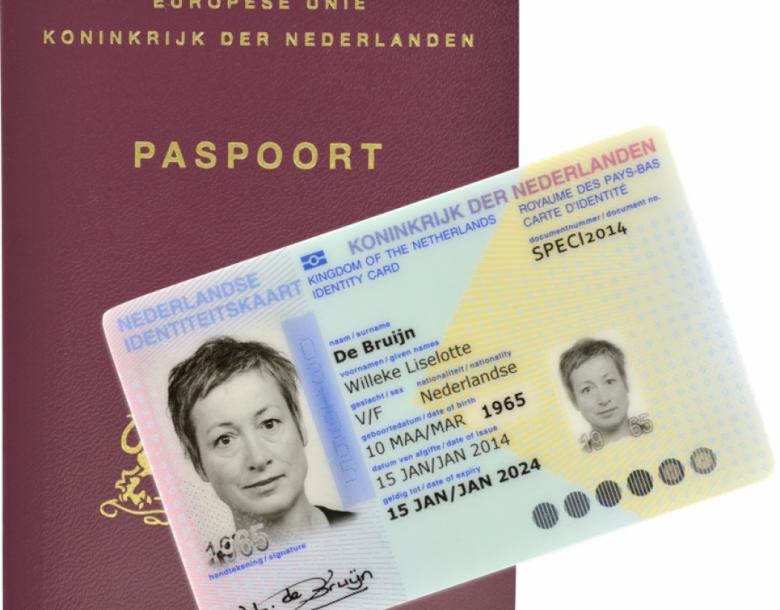 EUROPESE UNIE
KONINKRIJK DER NEDERLANDEN
PASPOORT
KONINKRIJK DER NEDERLANDEN
KINGDOM OF THE NETHERLANDS
IDENTITY CARD
ROYAUME DES PAYS-BAS
CARTE D'IDENTITÉ
NEDERLANDSE
IDENTITEITSKAART
documentnummer / document no.
SPECI2014
naam / surname
De Bruijn
voornamen / given names
Willeke Liselotte
geslacht / sex nationaliteit / nationality
V/F Nederlandse
geboortedatum / date of birth
10 MAA/MAR 1965
datum van afgifte / date of issue
15 JAN/JAN 2014
geldig tot / date of expiry
15 JAN/JAN 2024
1965
19 65
handtekening / signature
de Bruijn